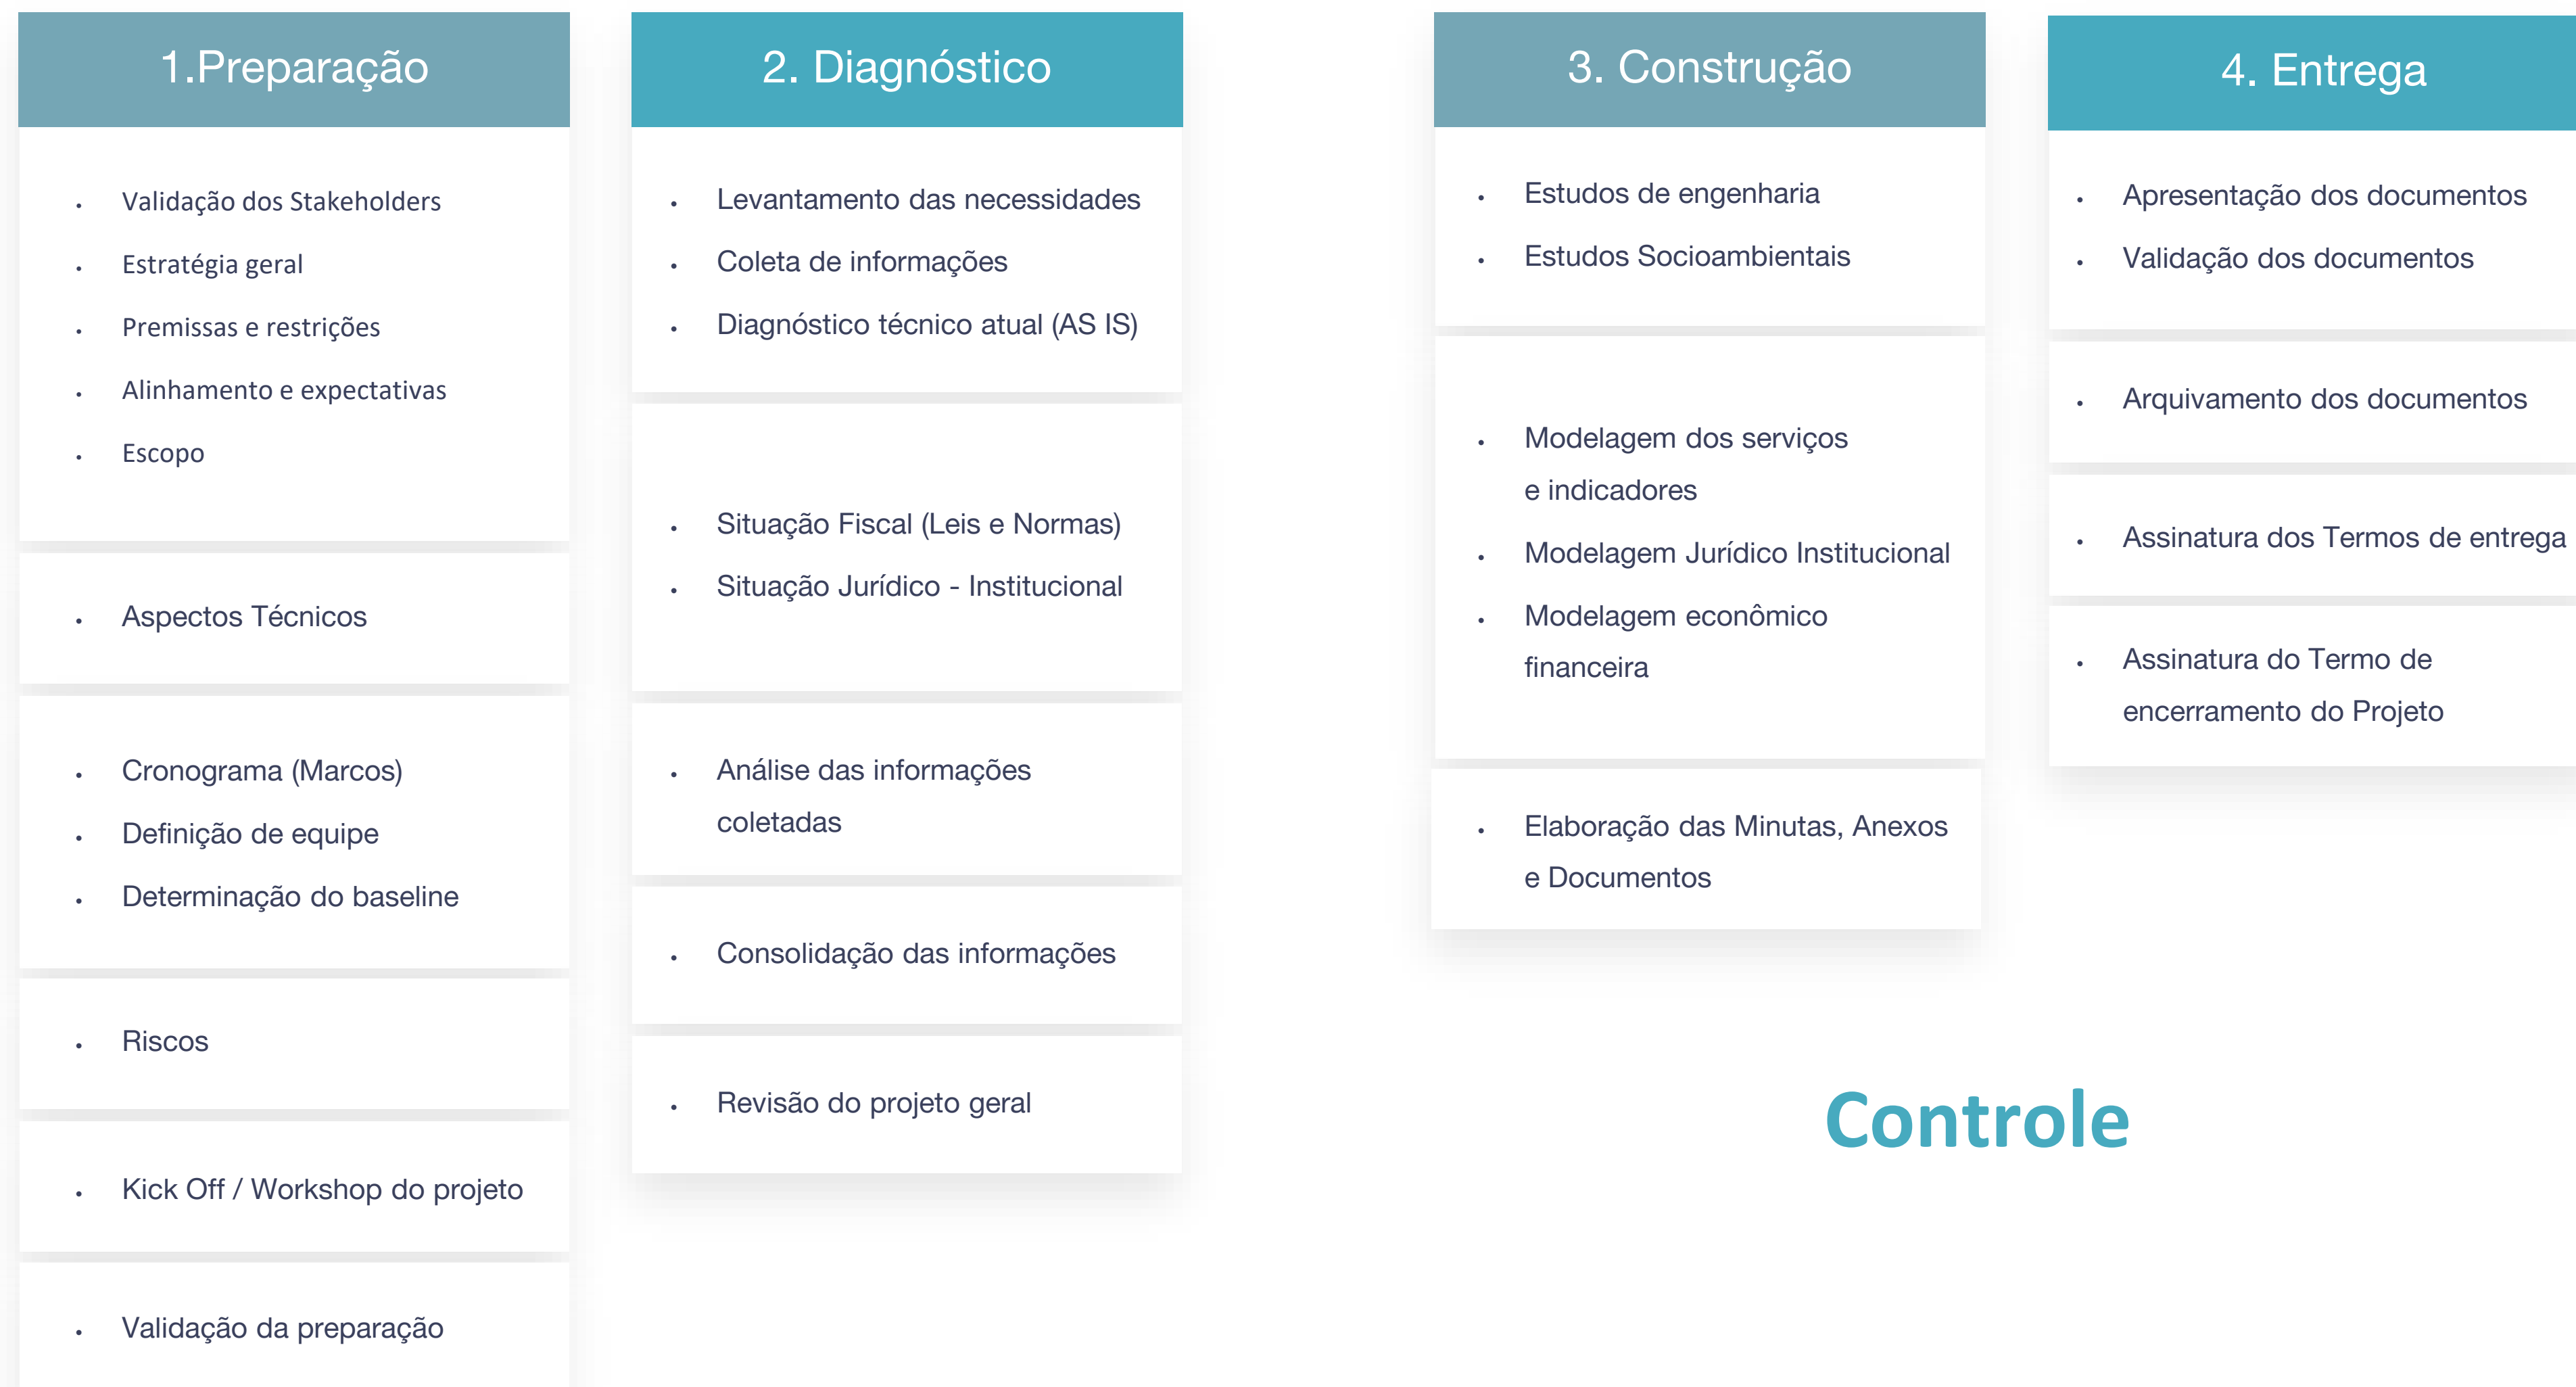 1.Preparação
Validação dos Stakeholders
Estratégia geral
Premissas e restrições
Alinhamento e expectativas
Escopo
Aspectos Técnicos
Cronograma (Marcos)
Definição de equipe
Determinação do baseline
Riscos
Kick Off / Workshop do projeto
Validação da preparação
2. Diagnóstico
Levantamento das necessidades
Coleta de informações
Diagnóstico técnico atual (AS IS)
Situação Fiscal (Leis e Normas)
Situação Jurídico - Institucional
Análise das informações
coletadas
Consolidação das informações
Revisão do projeto geral
3. Construção
Estudos de engenharia
Estudos Socioambientais
Modelagem dos serviços
e indicadores
Modelagem Jurídico Institucional
Modelagem econômico
financeira
Elaboração das Minutas, Anexos
e Documentos
4. Entrega
Apresentação dos documentos
Validação dos documentos
Arquivamento dos documentos
Assinatura dos Termos de entrega
Assinatura do Termo de
encerramento do Projeto
Controle